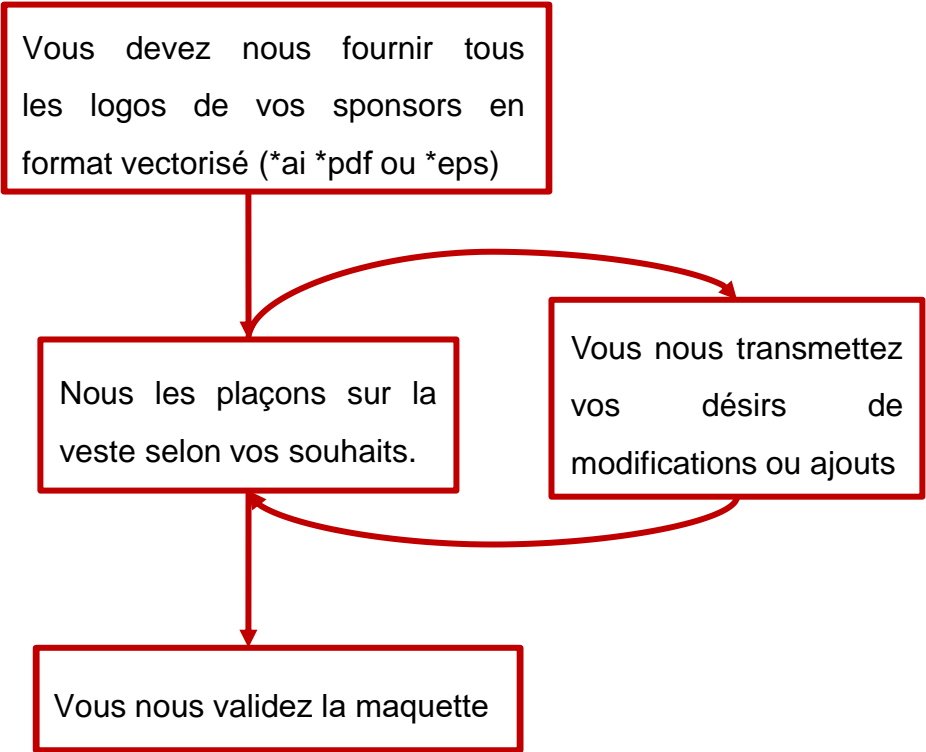 Vous devez nous fournir tous
les logos de vos sponsors en
format vectorisé (*ai *pdf ou *eps)
Nous les plaçons sur la
veste selon vos souhaits.
Vous nous transmettez
vos désirs de
modifications ou ajouts
Vous nous validez la maquette